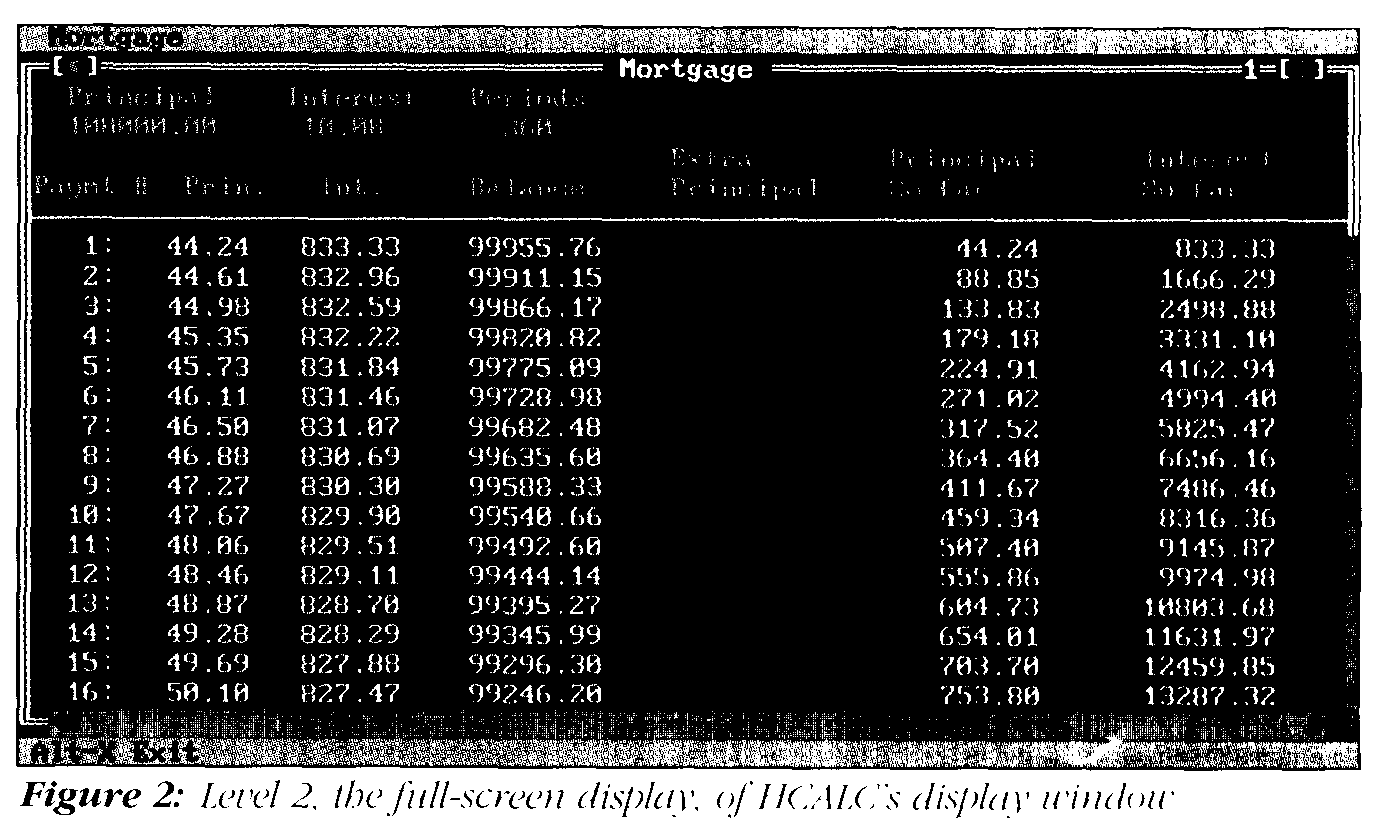 Mortgage
[ ] Mortgage 1=[ ]
Principal Interest Periods
100000.00 10.00 360
Extra Principal Interest
Paymt # Prin. Int. Balance Principal So far So far
1: 44.24 833.33 99955.76 44.24 833.33
2: 44.61 832.96 99911.15 88.85 1666.29
3: 44.98 832.59 99866.17 133.83 2498.88
4: 45.35 832.22 99820.82 179.18 3331.10
5: 45.73 831.84 99775.09 224.91 4162.94
6: 46.11 831.46 99728.98 271.02 4994.40
7: 46.50 831.07 99682.48 317.52 5825.47
8: 46.88 830.69 99635.60 364.40 6656.16
9: 47.27 830.30 99588.33 411.67 7486.46
10: 47.67 829.90 99540.66 459.34 8316.36
11: 48.06 829.51 99492.60 507.40 9145.87
12: 48.46 829.11 99444.14 555.86 9974.98
13: 48.87 828.70 99395.27 604.73 10803.68
14: 49.28 828.29 99345.99 654.01 11631.97
15: 49.69 827.88 99296.30 703.70 12459.85
16: 50.10 827.47 99246.20 753.80 13287.32
Alt-X Exit
Figure 2: Level 2, the full-screen display, of HCALC's display window